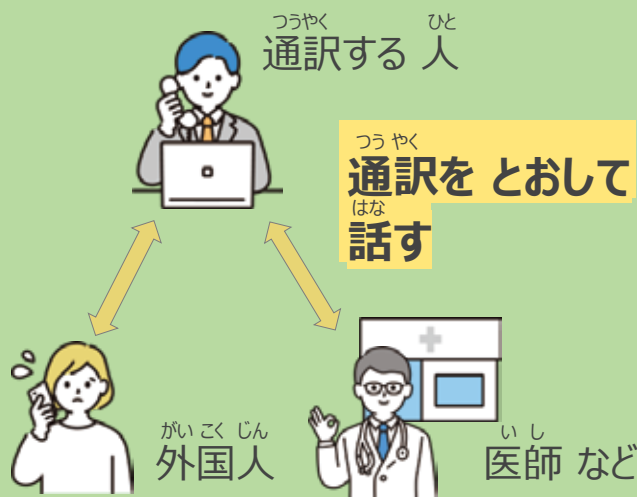 つうやく ひと
通訳する 人
つう やく
通訳を とおして
はな
話す
がい こく じん
外国人
い し
医師 など